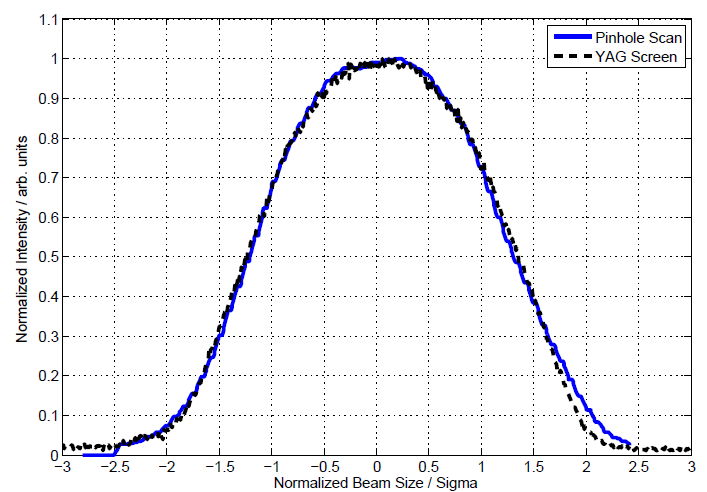 1.1
1
0.9
0.8
0.7
0.6
0.5
0.4
0.3
0.2
0.1
0
Normalized Intensity / arb. units
Pinhole Scan
YAG Screen
−3 −2.5 −2 −1.5 −1 −0.5 0 0.5 1 1.5 2 2.5 3
Normalized Beam Size / Sigma